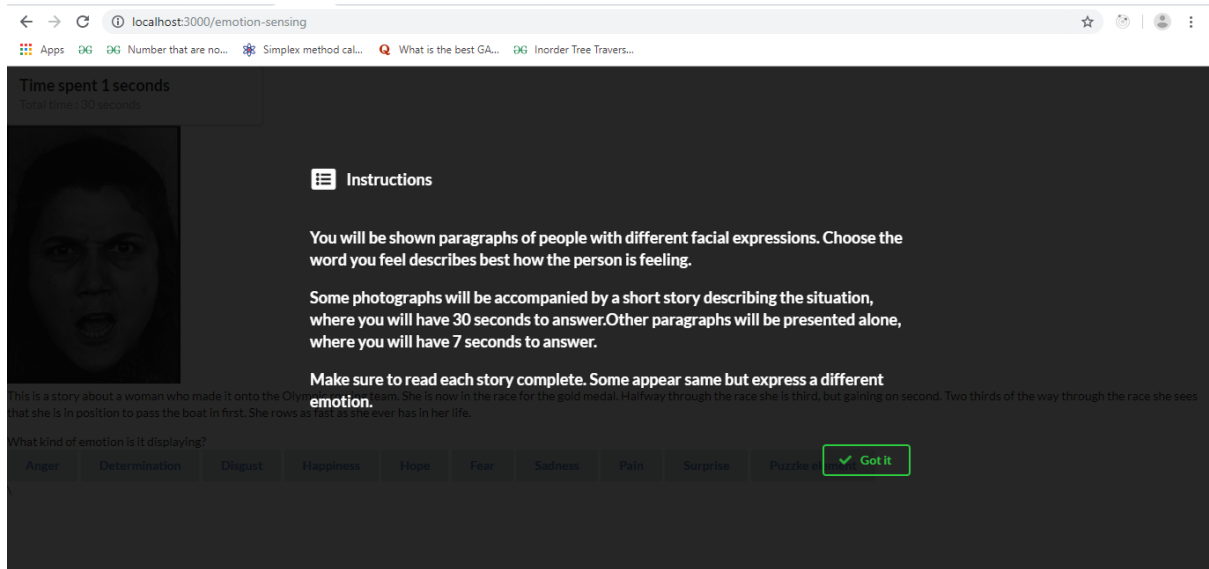 localhost:3000/emotion-sensing
Apps Number that are no... Simplex method cal... What is the best GA... Inorder Tree Travers...
Time spent 1 seconds
Total time : 30 seconds
Instructions
You will be shown paragraphs of people with different facial expressions. Choose the
word you feel describes best how the person is feeling.
Some photographs will be accompanied by a short story describing the situation,
where you will have 30 seconds to answer.Other paragraphs will be presented alone,
where you will have 7 seconds to answer.
Make sure to read each story complete. Some appear same but express a different
emotion.
This is a story about a woman who made it onto the Olympic team. She is now in the race for the gold medal. Halfway through the race she is third, but gaining on second. Two thirds of the way through the race she sees
that she is in position to pass the boat in first. She rows as fast as she ever has in her life.
What kind of emotion is it displaying?
Anger Determination Disgust Happiness Hope Fear Sadness Pain Surprise Puzzke
Got it